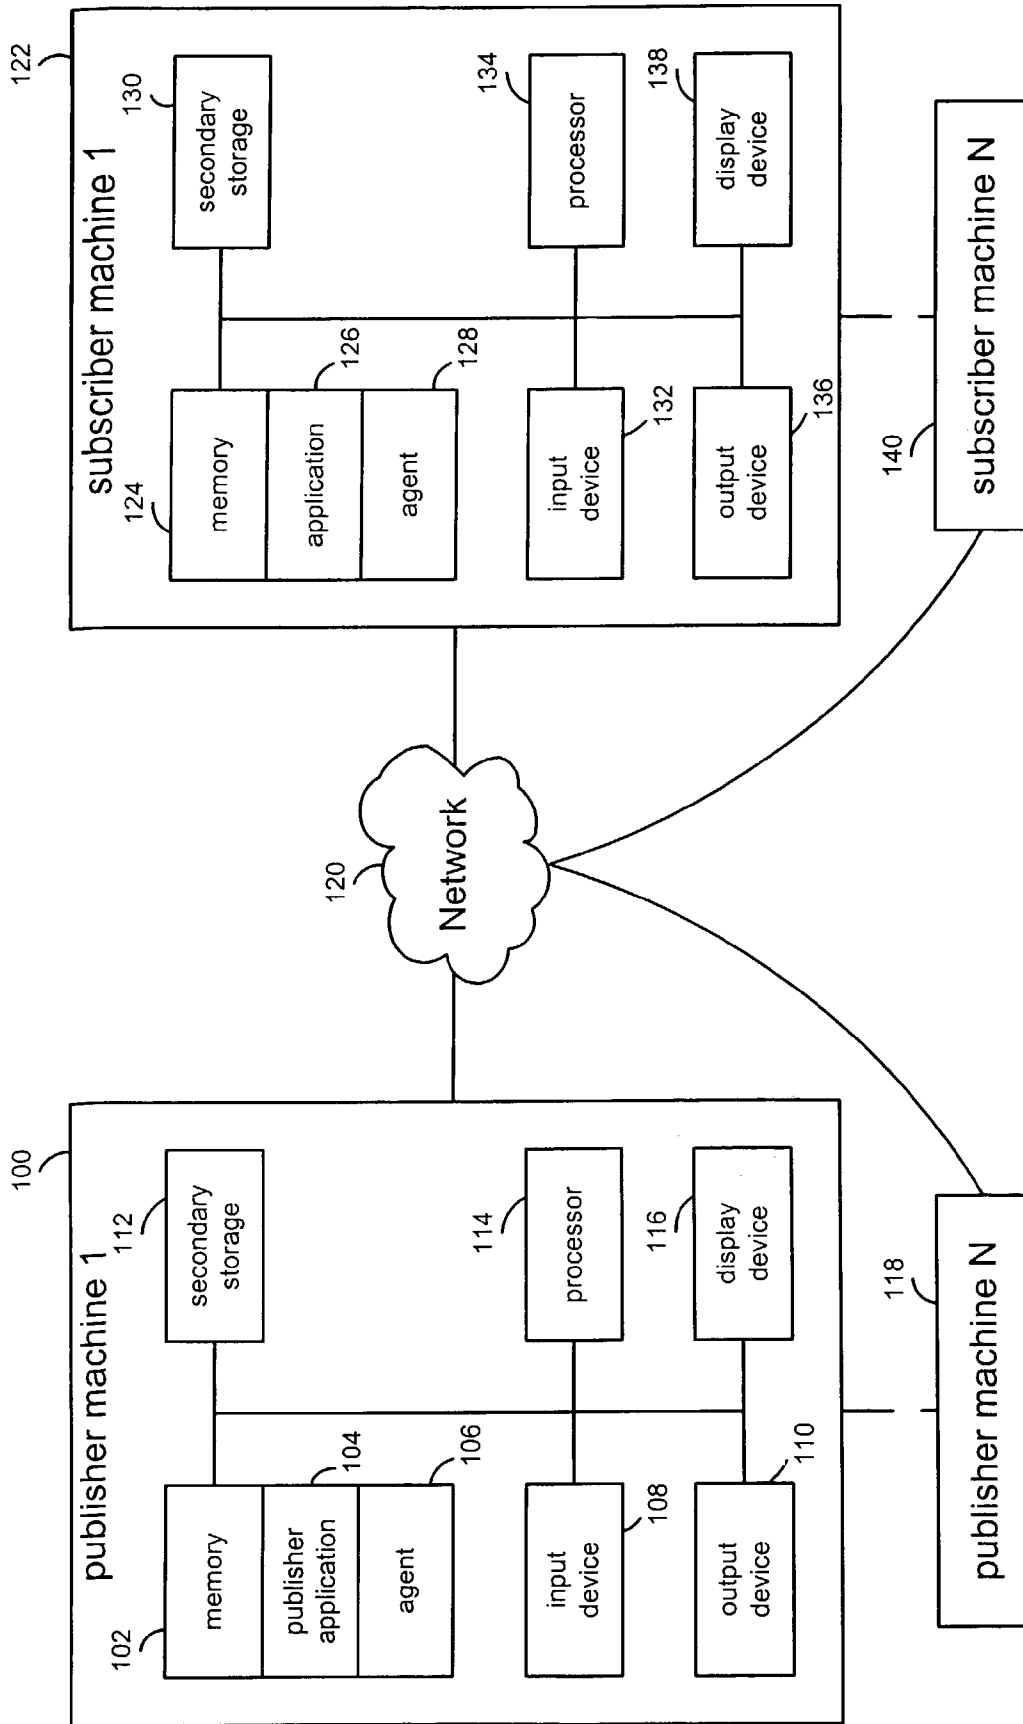 100
publisher machine 1
102
memory
112
secondary
storage
publisher
application
104
agent
106
input
device
108
processor
114
output
device
110
display
device
116
publisher machine N
118
120
Network
122
subscriber machine 1
124
memory
130
secondary
storage
application
126
agent
128
input
device
132
processor
134
output
device
136
display
device
138
140
subscriber machine N